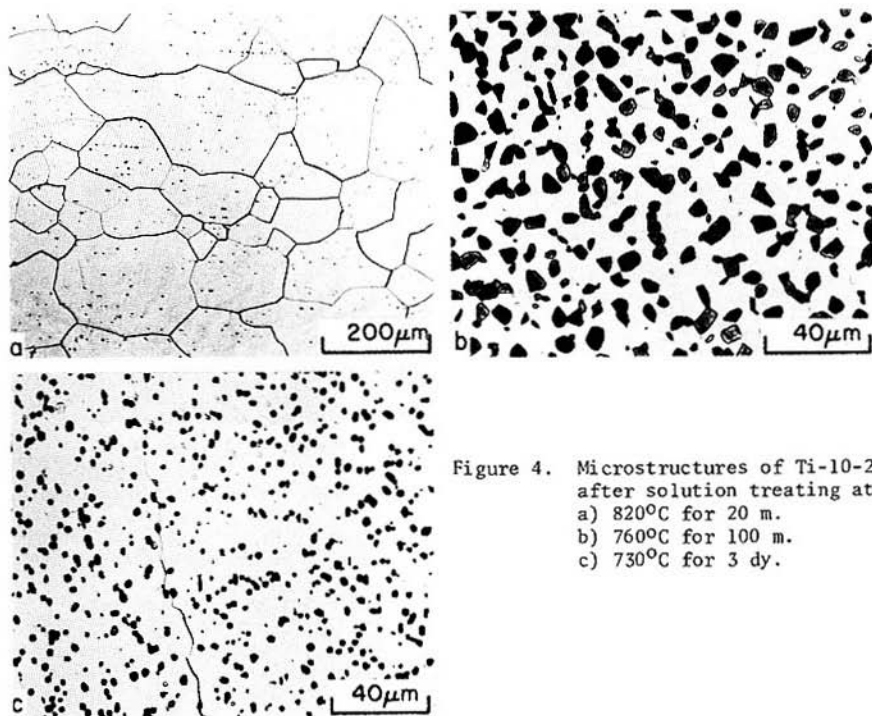 a
200μm
b
40μm
c
40μm
Figure 4. Microstructures of Ti-10-2
after solution treating at
a) 820°C for 20 m.
b) 760°C for 100 m.
c) 730°C for 3 dy.